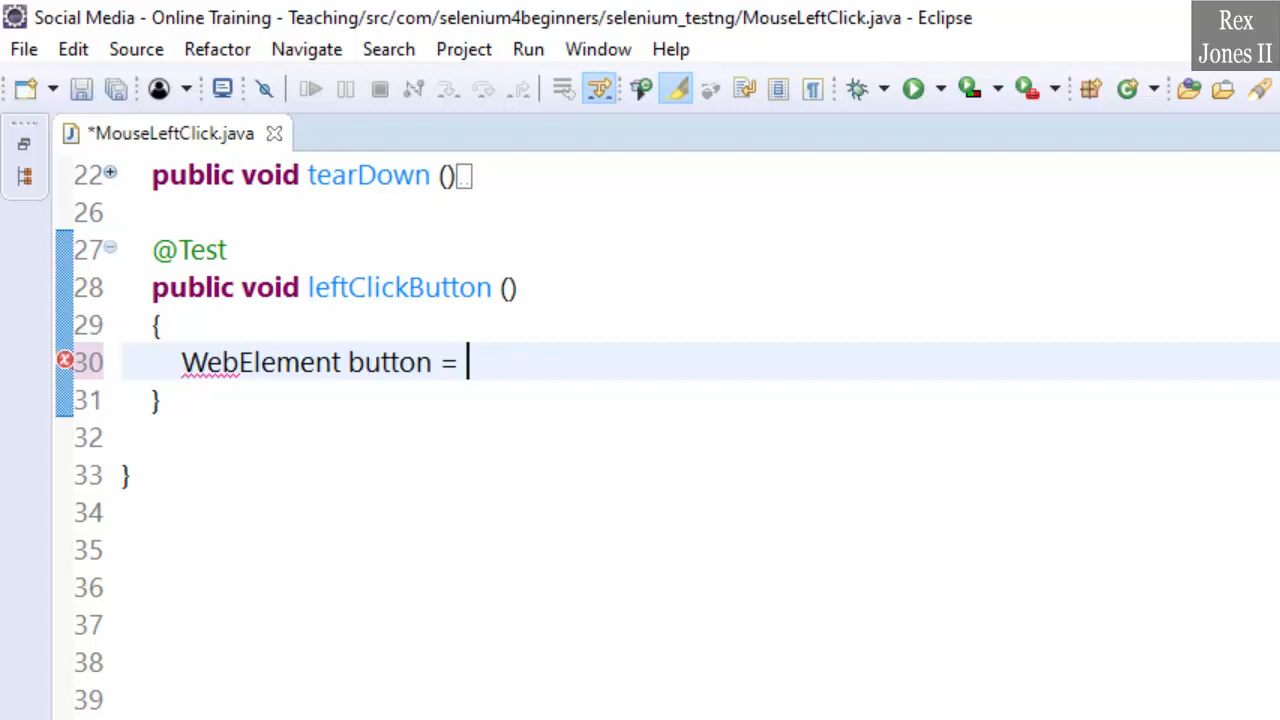 Social Media - Online Training - Teaching/src/com/selenium4beginners/selenium_testng/MouseLeftClick.java - Eclipse
Rex
Jones II
File Edit Source Refactor Navigate Search Project Run Window Help
*MouseLeftClick.java
22 public void tearDown ()
26
27 @Test
28 public void leftClickButton ()
29 {
30 WebElement button =
31 }
32
33 }
34
35
36
37
38
39